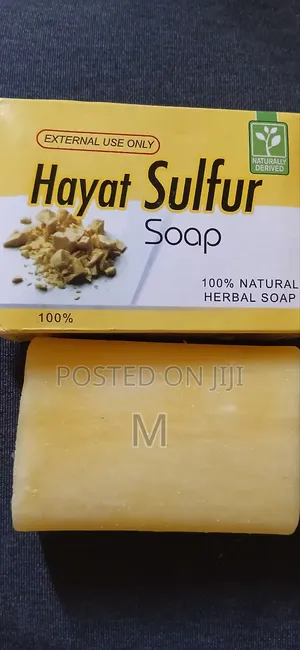 EXTERNAL USE ONLY
NATURALLY
DERIVED
Hayat Sulfur
Soap
100% NATURAL
HERBAL SOAP
100%
POSTED ON JIJI
M